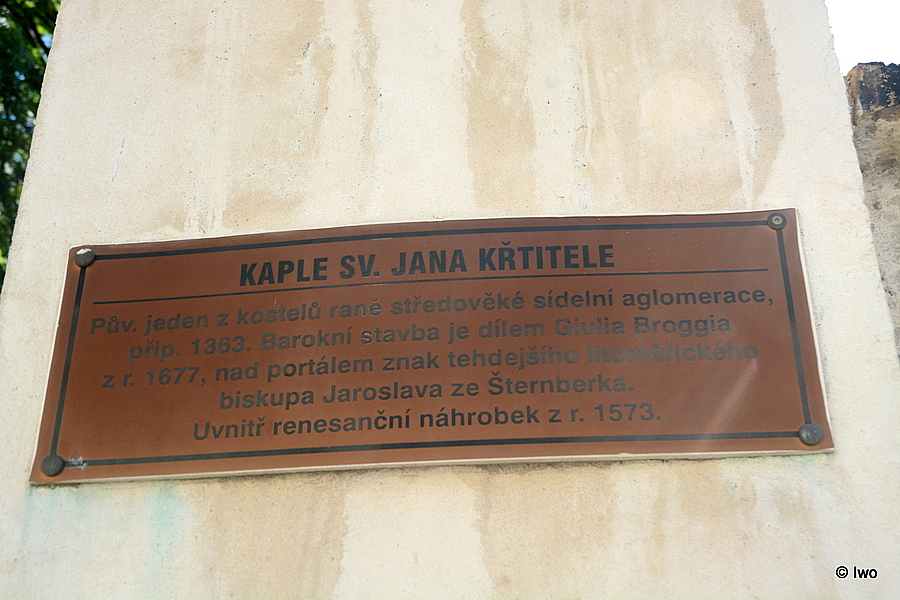 KAPLE SV. JANA KŘTITELE
Pův. jeden z kostelů raně středověké sídelní aglomerace,
přip. 1363. Barokní stavba je dílem Giulia Broggia
z r. 1677, nad portálem znak tehdejšího litoměřického
biskupa Jaroslava ze Šternberka.
Uvnitř renesanční náhrobek z r. 1573.
© Iwo